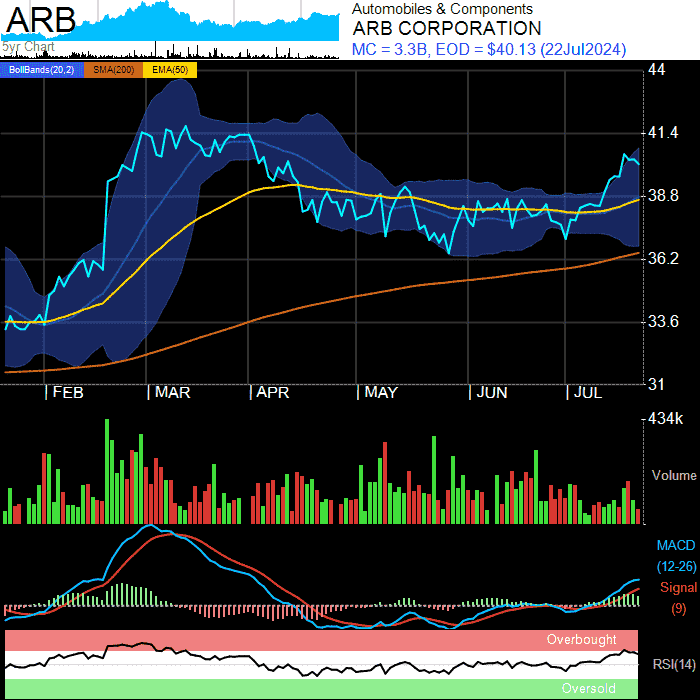 ARB
5yr Chart
Automobiles & Components
ARB CORPORATION
MC = 3.3B, EOD = $40.13 (22Jul2024)
BollBands(20,2) SMA(200) EMA(50)
44
41.4
38.8
36.2
33.6
31
FEB MAR APR MAY JUN JUL
434k
Volume
MACD
(12-26)
Signal
(9)
Overbought
RSI(14)
Oversold